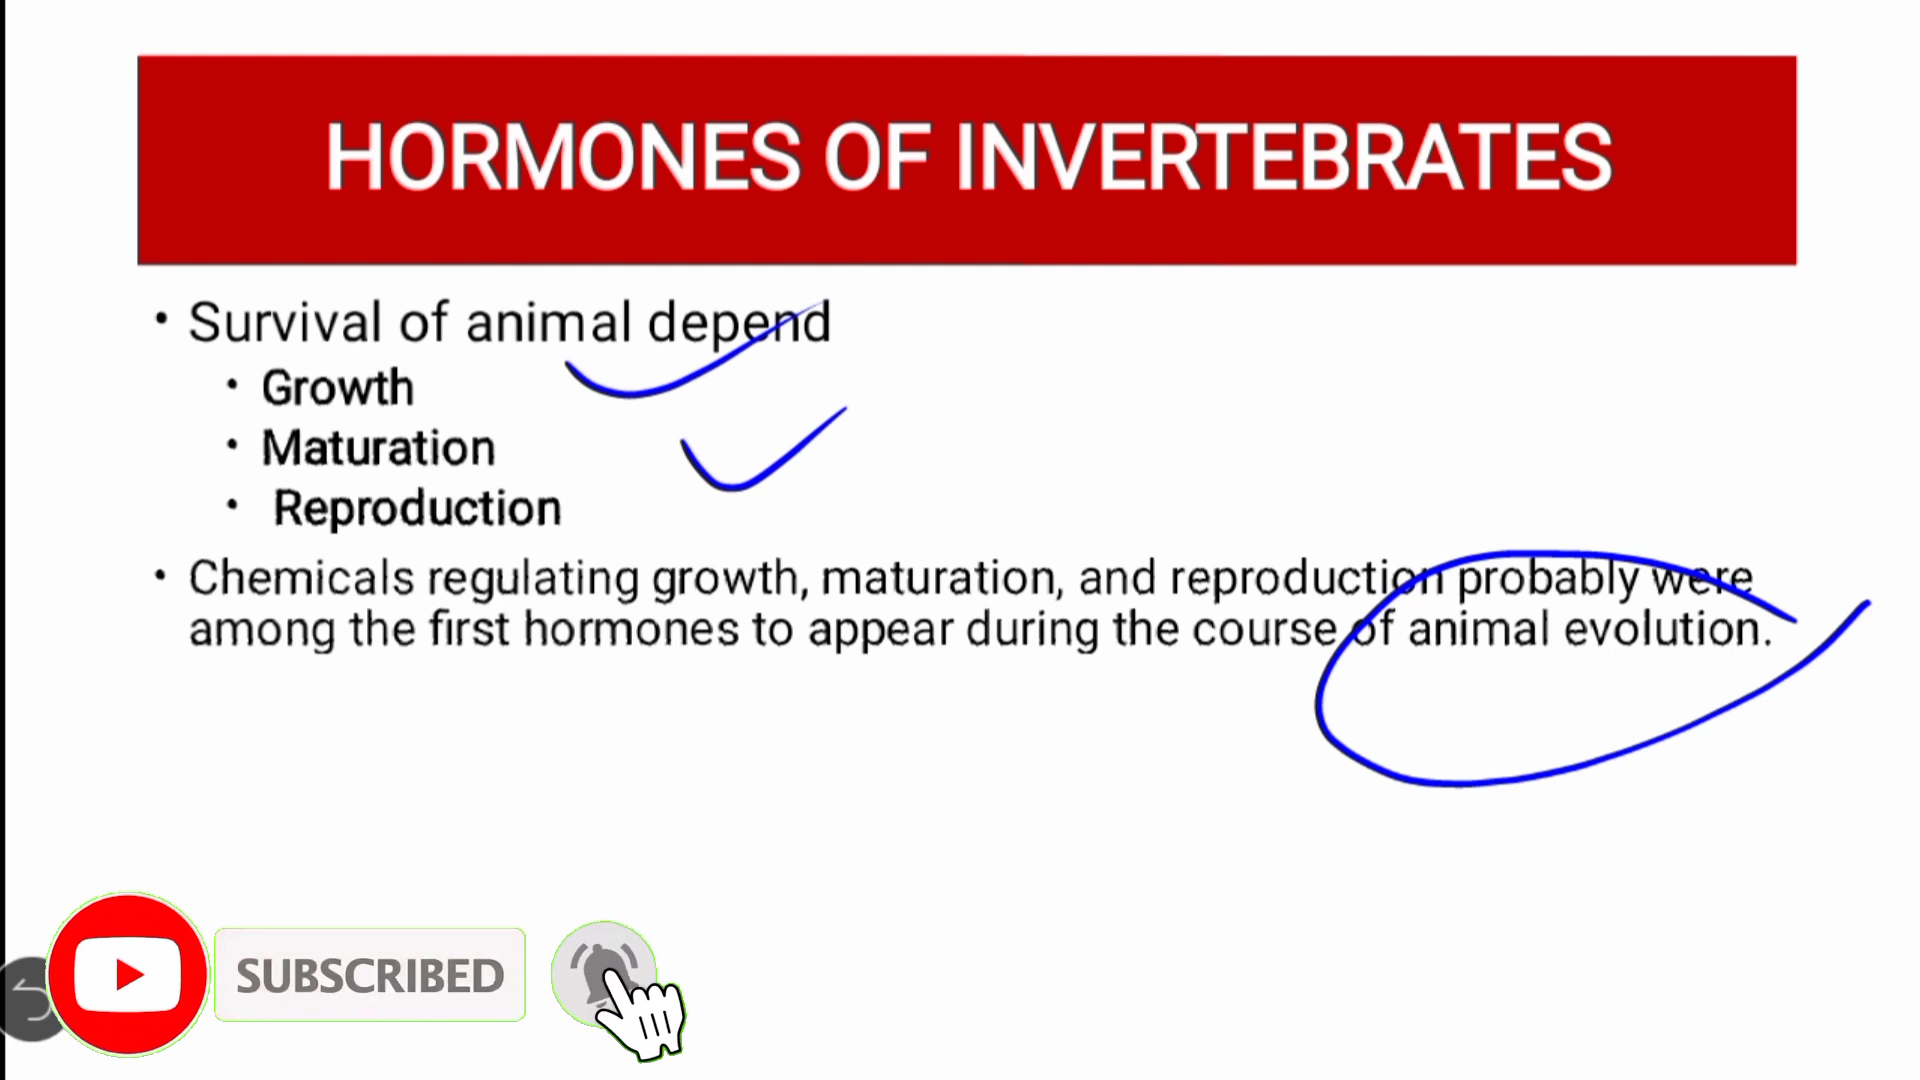 HORMONES OF INVERTEBRATES
• Survival of animal depend
• Growth
• Maturation
• Reproduction
• Chemicals regulating growth, maturation, and reproduction probably were
among the first hormones to appear during the course of animal evolution.
SUBSCRIBED